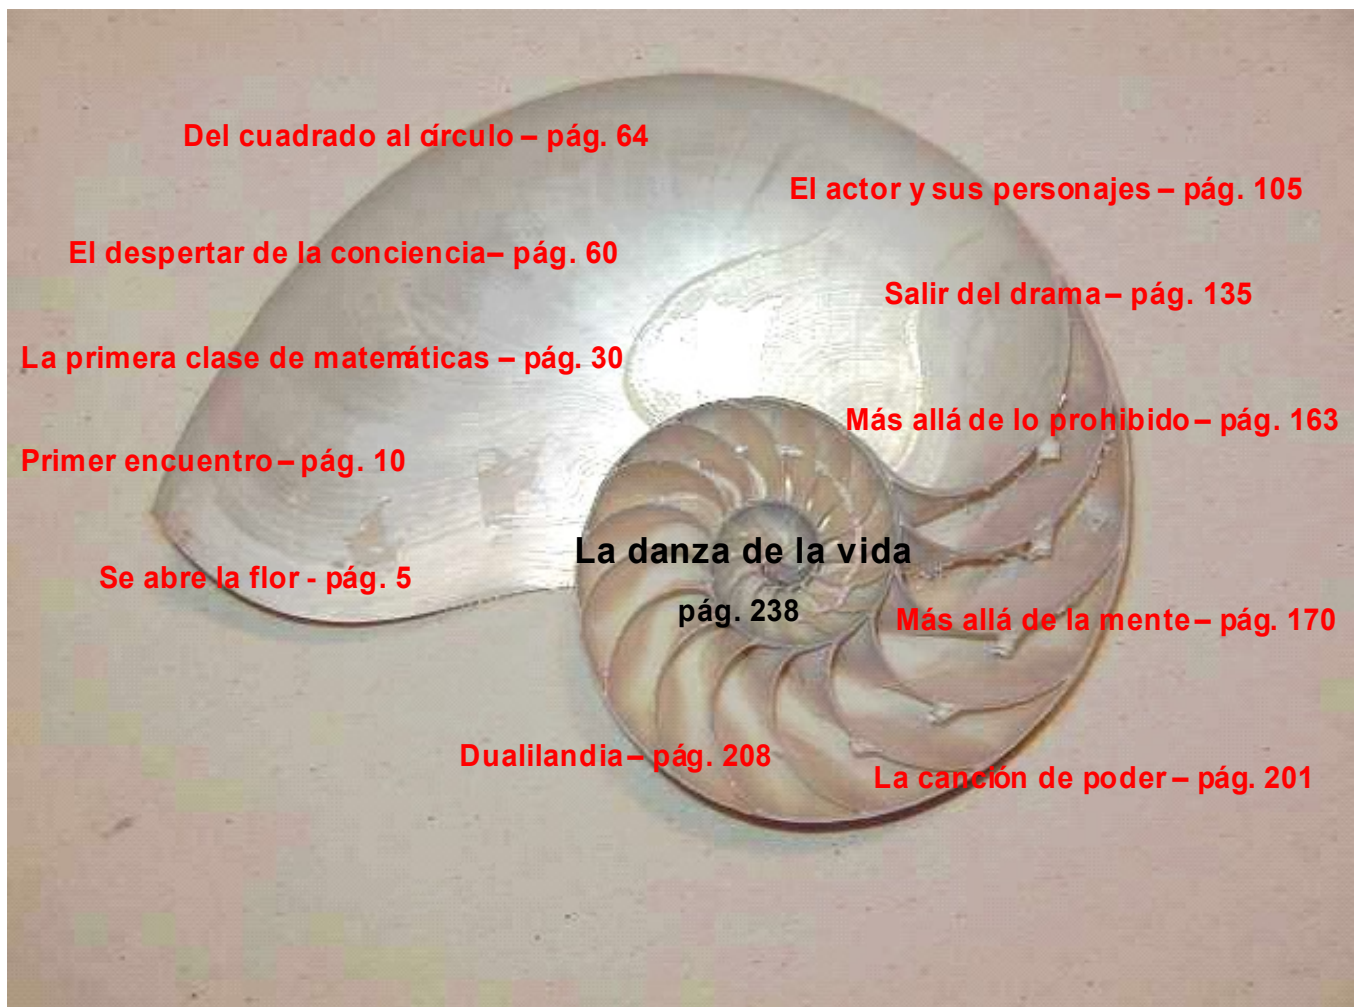 Del cuadrado al círculo – pág. 64
El actor y sus personajes – pág. 105
El despertar de la conciencia– pág. 60
Salir del drama – pág. 135
La primera clase de matemáticas – pág. 30
Más allá de lo prohibido – pág. 163
Primer encuentro – pág. 10
La danza de la vida
Se abre la flor - pág. 5
pág. 238
Más allá de la mente – pág. 170
Dualilandia – pág. 208
La canción de poder – pág. 201